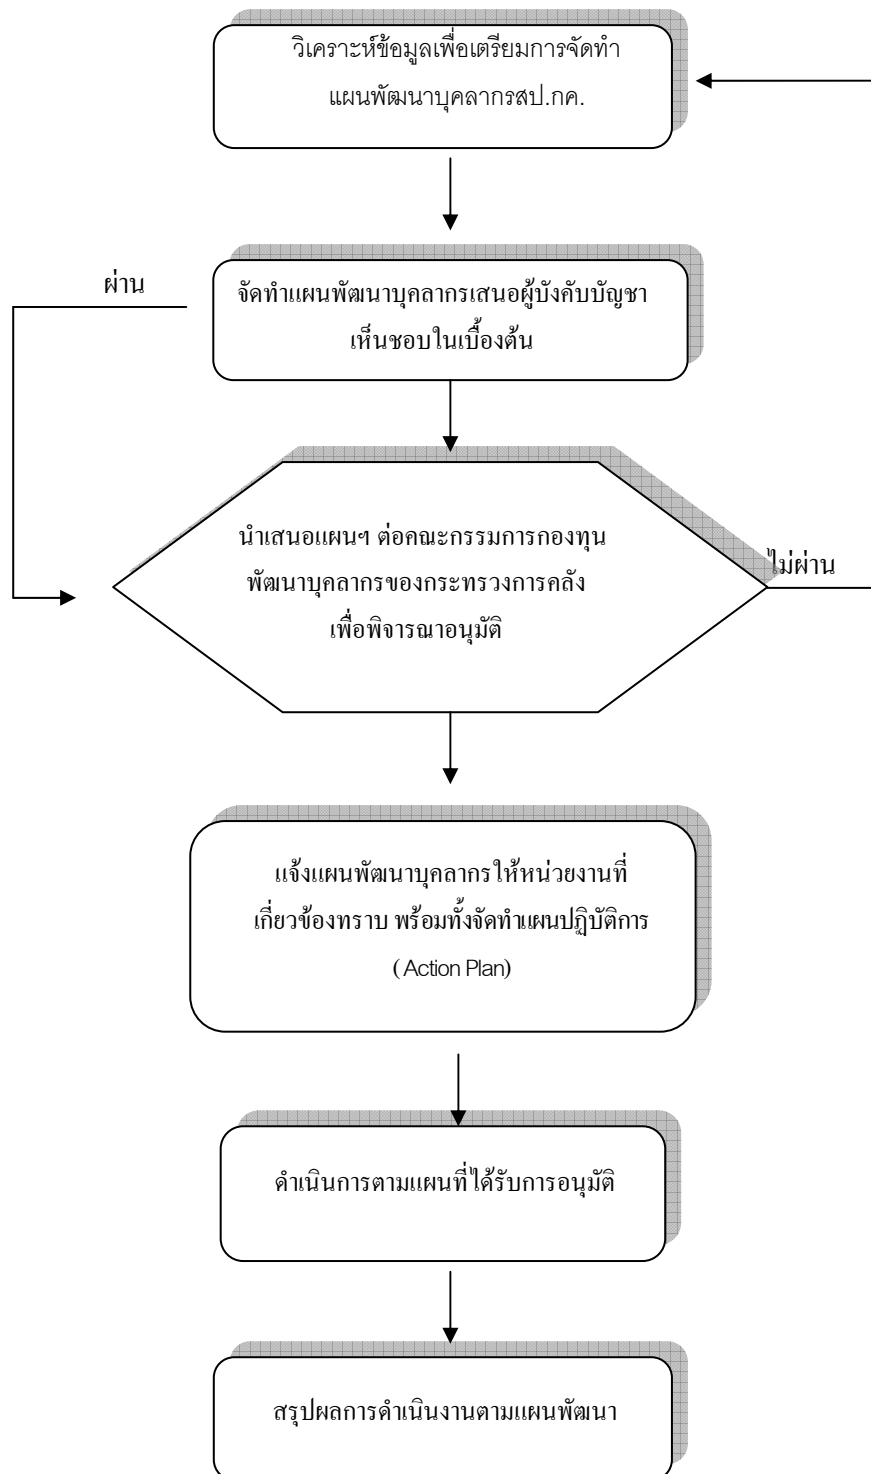 วิเคราะห์ข้อมูลเพื่อเตรียมการจัดทำ
แผนพัฒนาบุคลากรสป.กค.
ผ่าน
จัดทำแผนพัฒนาบุคลากรเสนอผู้บังคับบัญชา
เห็นชอบในเบื้องต้น
นำเสนอแผนฯ ต่อคณะกรรมการกองทุน
พัฒนาบุคลากรของกระทรวงการคลัง
เพื่อพิจารณาอนุมัติ
ไม่ผ่าน
แจ้งแผนพัฒนาบุคลากรให้หน่วยงานที่
เกี่ยวข้องทราบ พร้อมทั้งจัดทำแผนปฏิบัติการ
(Action Plan)
ดำเนินการตามแผนที่ได้รับการอนุมัติ
สรุปผลการดำเนินงานตามแผนพัฒนา